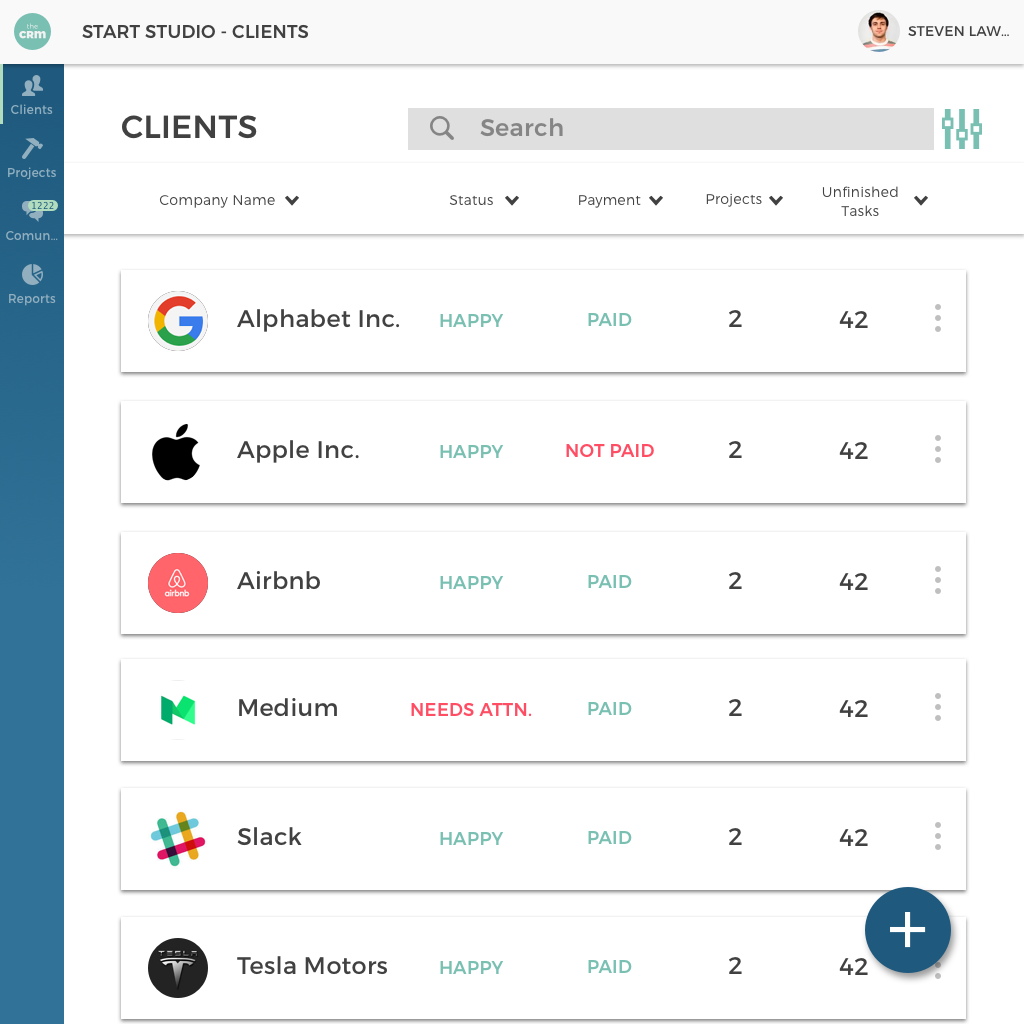 the
CRM
START STUDIO - CLIENTS
STEVEN LAW...
Clients
Projects
1222
Comun...
Reports
CLIENTS
Search
Company Name
Status
Payment
Projects
Unfinished
Tasks
Alphabet Inc. HAPPY PAID 2 42
Apple Inc. HAPPY NOT PAID 2 42
airbnb
Airbnb HAPPY PAID 2 42
Medium NEEDS ATTN. PAID 2 42
Slack HAPPY PAID 2 42
TESLA
Tesla Motors HAPPY PAID 2 42